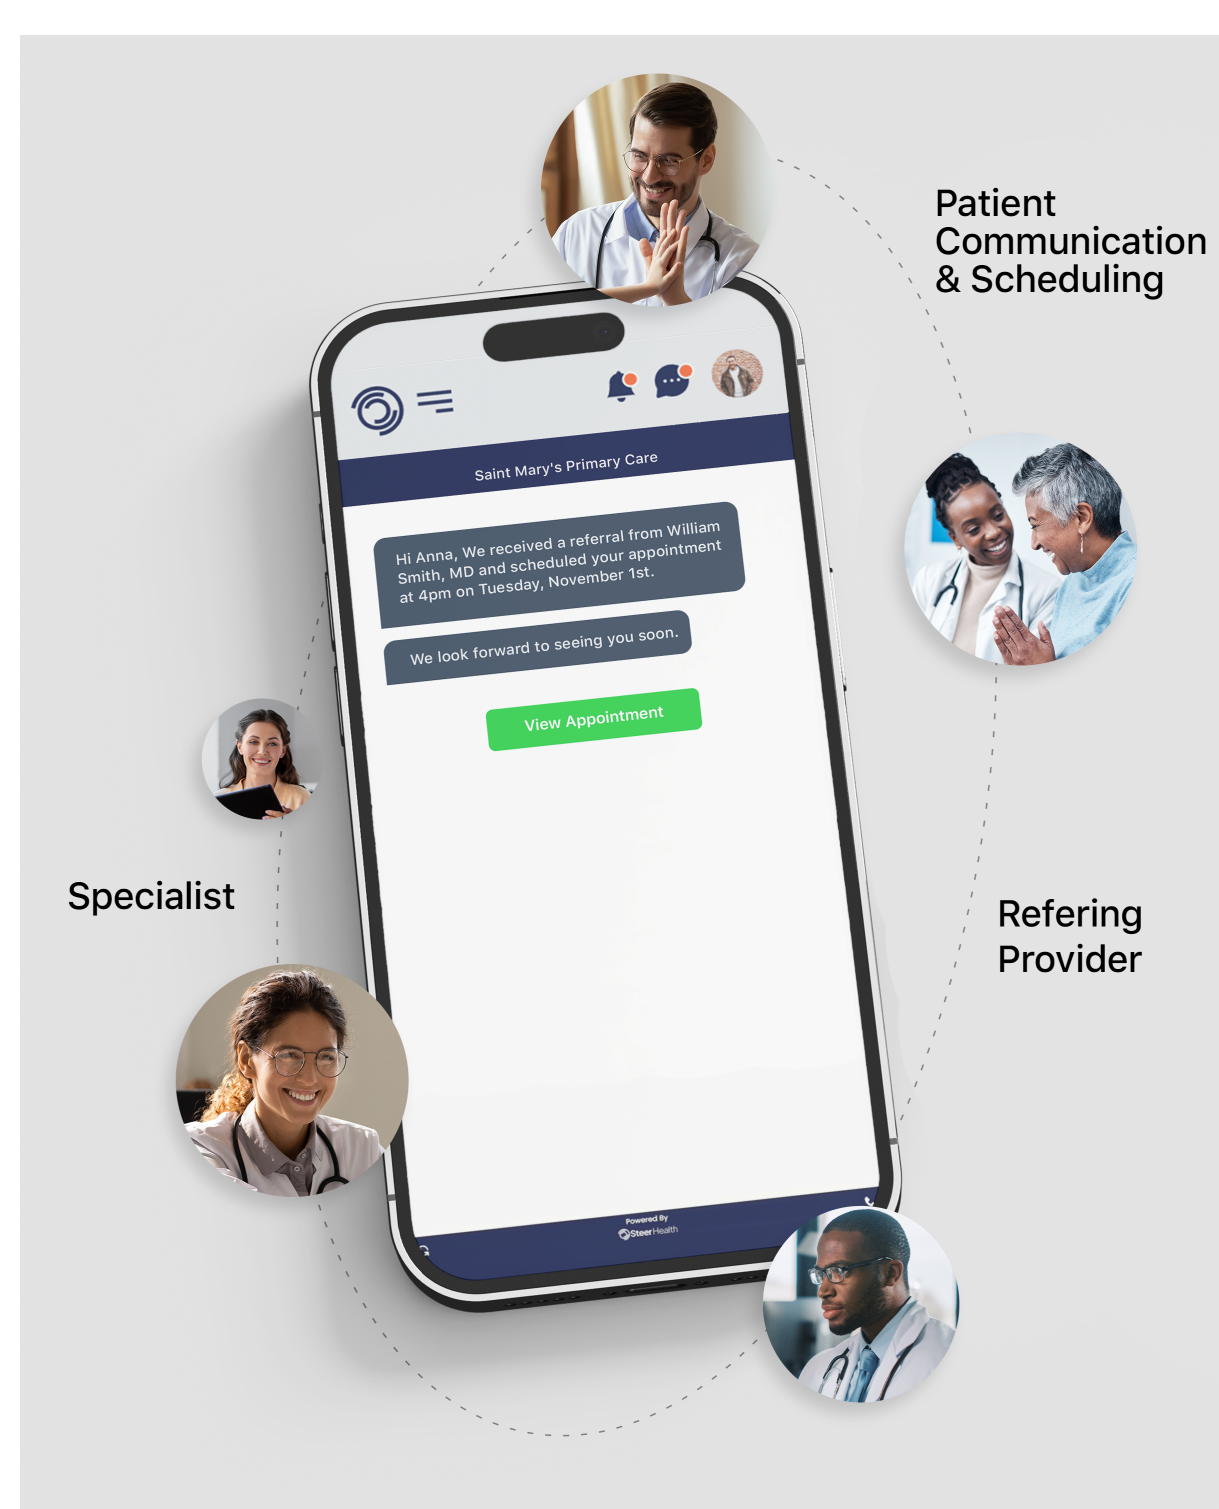 Patient
Communication
& Scheduling
Saint Mary's Primary Care
Hi Anna, We received a referral from William
Smith, MD and scheduled your appointment
at 4pm on Tuesday, November 1st.
We look forward to seeing you soon.
View Appointment
Specialist
Refering
Provider
Powered By
SteerHealth